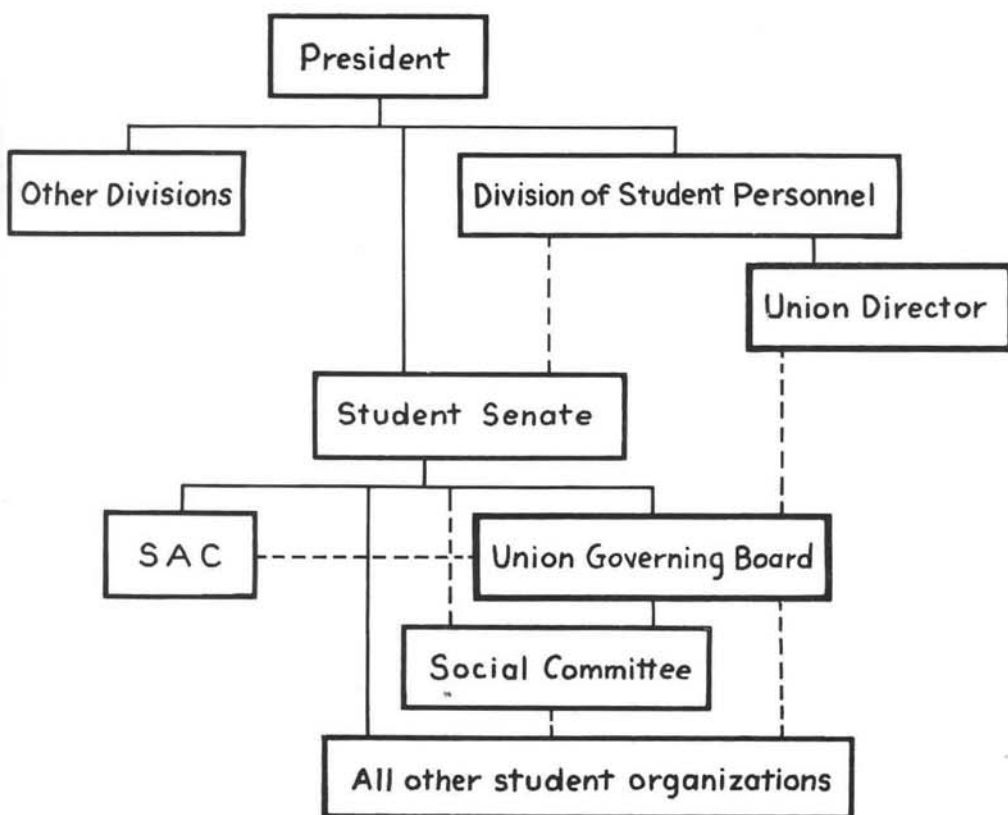 President
Other Divisions
Division of Student Personnel
Union Director
Student Senate
SAC
Union Governing Board
Social Committee
All other student organizations